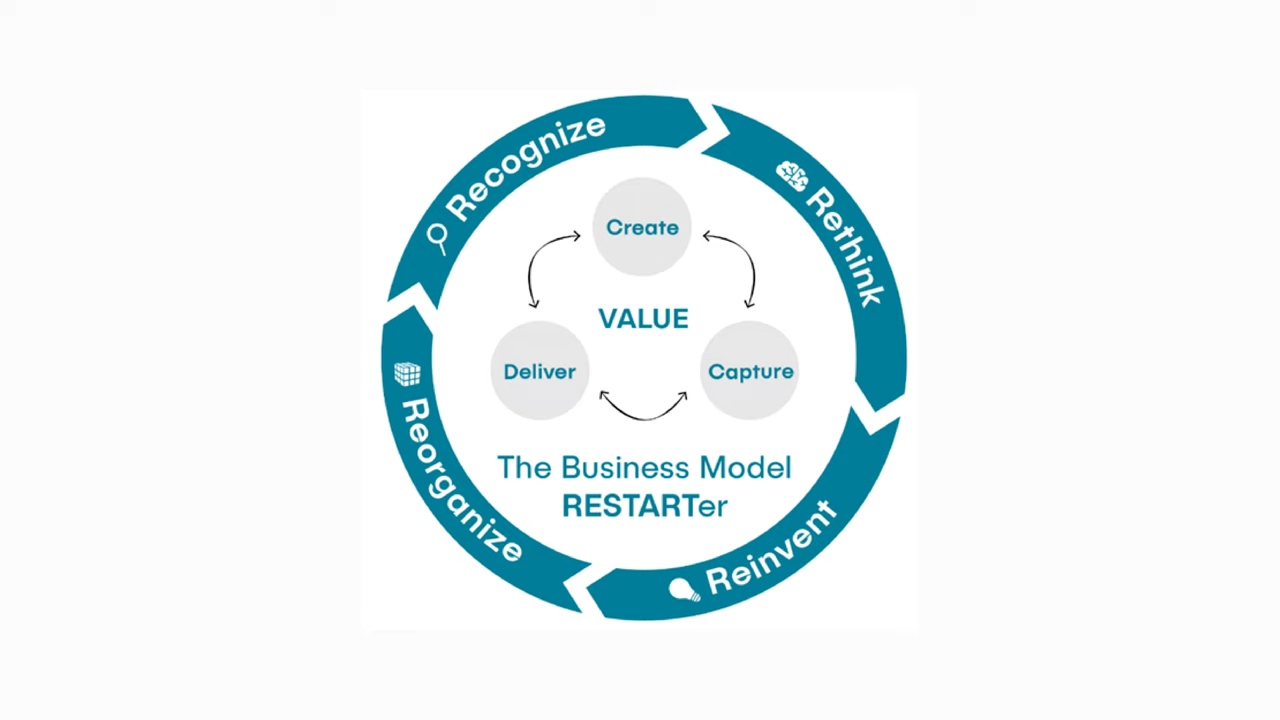 Recognize
Rethink
Reinvent
Reorganize
Create
VALUE
Deliver
Capture
The Business Model
RESTARTer